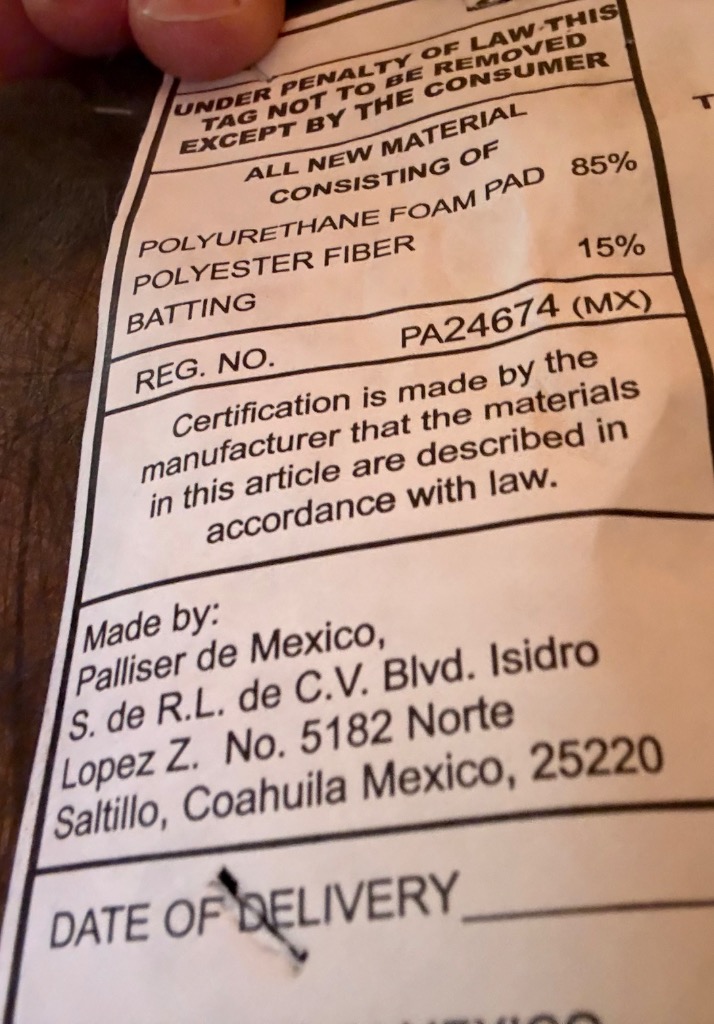 UNDER PENALTY OF LAW THIS
TAG NOT TO BE REMOVED
EXCEPT BY THE CONSUMER
ALL NEW MATERIAL
CONSISTING OF
POLYURETHANE FOAM PAD 85%
POLYESTER FIBER
BATTING 15%
REG. NO. PA24674 (MX)
Certification is made by the
manufacturer that the materials
in this article are described in
accordance with law.
Made by:
Palliser de Mexico,
S. de R.L. de C.V. Blvd. Isidro
Lopez Z. No. 5182 Norte
Saltillo, Coahuila Mexico, 25220
DATE OF DELIVERY